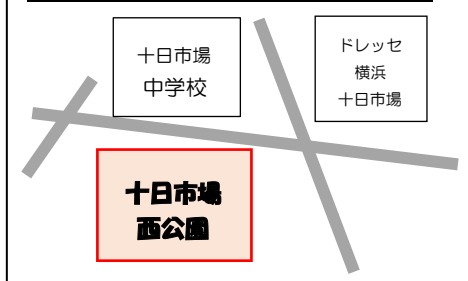 十日市場
中学校
ドレッセ
横浜
十日市場
十日市場
西公園